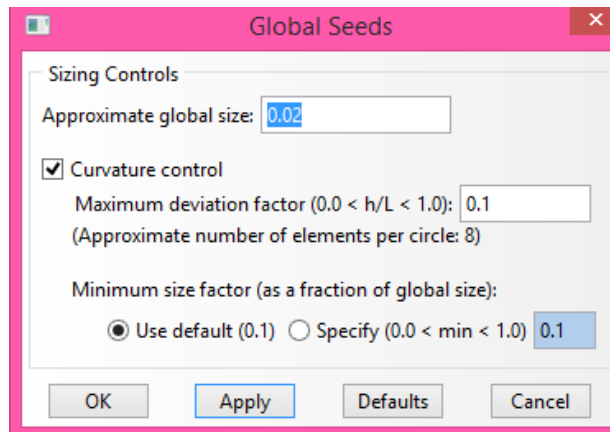 Global Seeds
Sizing Controls
Approximate global size: 0.02
Curvature control
Maximum deviation factor (0.0 < h/L < 1.0): 0.1
(Approximate number of elements per circle: 8)
Minimum size factor (as a fraction of global size):
Use default (0.1) Specify (0.0 < min < 1.0) 0.1
OK Apply Defaults Cancel